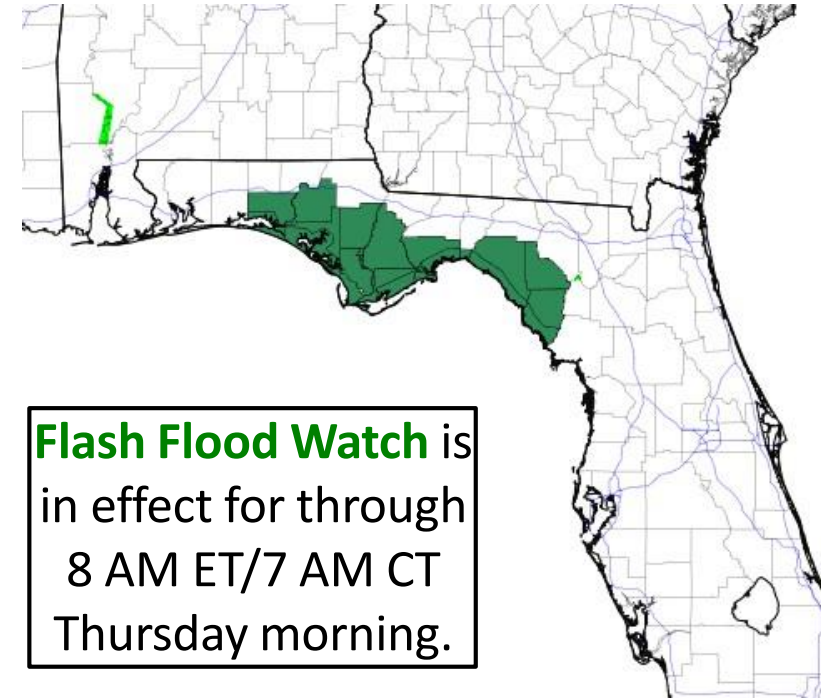 Flash Flood Watch is
in effect for through
8 AM ET/7 AM CT
Thursday morning.